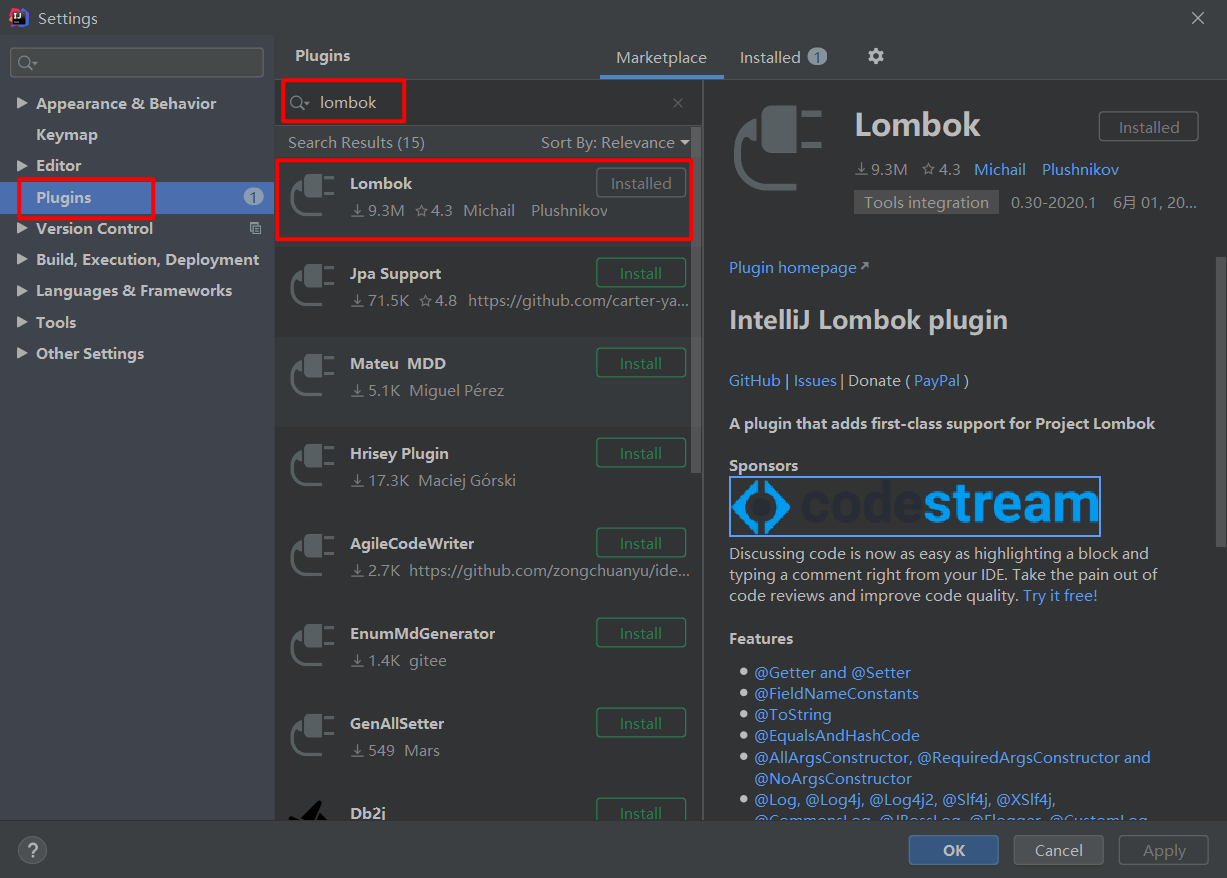 Settings
Appearance & Behavior
Keymap
Editor
Plugins 1
Version Control
Build, Execution, Deployment
Languages & Frameworks
Tools
Other Settings
Plugins
Marketplace
Installed 1
lombok
Search Results (15) Sort By: Relevance
Lombok Installed
9.3M 4.3 Michail Plushnikov
Jpa Support Install
71.5K 4.8 https://github.com/carter-ya...
Mateu MDD Install
5.1K Miguel Pérez
Hrisey Plugin Install
17.3K Maciej Górski
AgileCodeWriter Install
2.7K https://github.com/zongchuanyu/ide...
EnumMdGenerator Install
1.4K gitee
GenAllSetter Install
549 Mars
Db2j Install
Lombok Installed
9.3M 4.3 Michail Plushnikov
Tools integration 0.30-2020.1 6月 01, 20...
Plugin homepage
IntelliJ Lombok plugin
GitHub | Issues | Donate ( PayPal )
A plugin that adds first-class support for Project Lombok
Sponsors
codestream
Discussing code is now as easy as highlighting a block and
typing a comment right from your IDE. Take the pain out of
code reviews and improve code quality. Try it free!
Features
@Getter and @Setter
@FieldNameConstants
@ToString
@EqualsAndHashCode
@AllArgsConstructor, @RequiredArgsConstructor and
@NoArgsConstructor
@Log, @Log4j, @Log4j2, @Slf4j, @XSlf4j,
@CommonsLog, @JBossLog, @Flogger, @CustomLog
? OK Cancel Apply